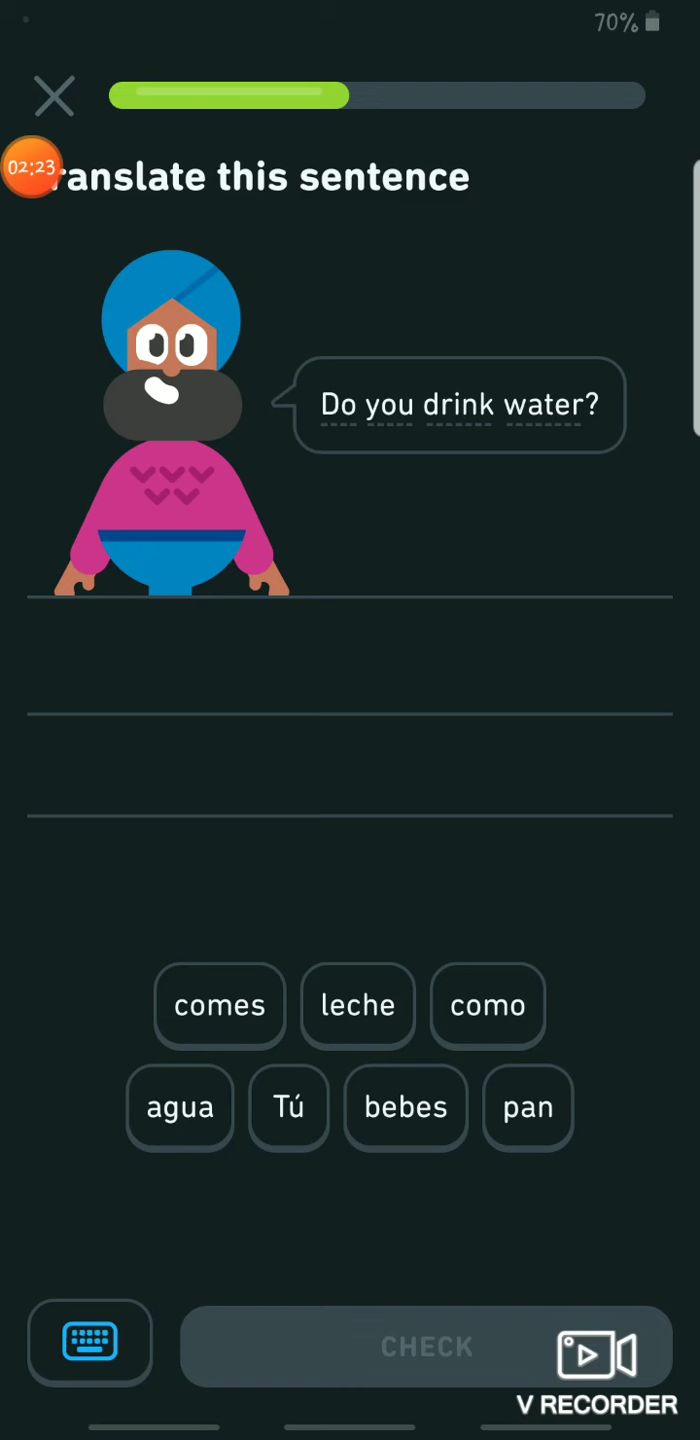 70%
02:23
ranslate this sentence
Do you drink water?
comes leche como
agua Tú bebes pan
CHECK
V RECORDER